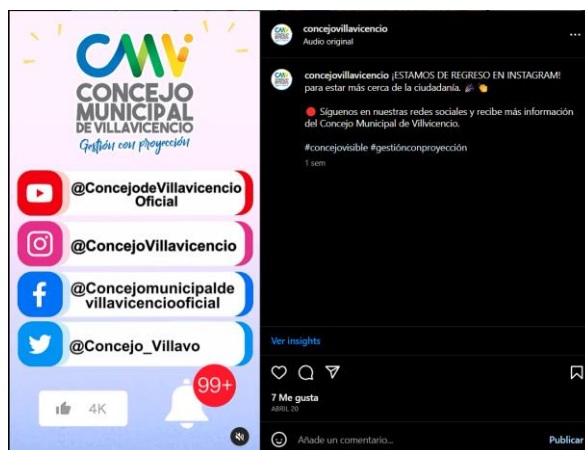 CMVi
CONCEJO
MUNICIPAL
DE VILLAVICENCIO
Gestión con proyección
@ConcejodeVillavicencio
Oficial
@ConcejoVillavicencio
@Concejomunicipalde
villavicenciooficial
@Concejo_Villavo
4K
99+
concejovillavicencio
Audio original
concejovillavicencio ¡ESTAMOS DE REGRESO EN INSTAGRAM!
para estar más cerca de la ciudadanía. 🎉 👏
🔴 Síguenos en nuestras redes sociales y recibe más información
del Concejo Municipal de Villvicencio.
#concejovisible #gestiónconproyección
1 sem
Ver insights
7 Me gusta
ABRIL 20
Añade un comentario...
Publicar